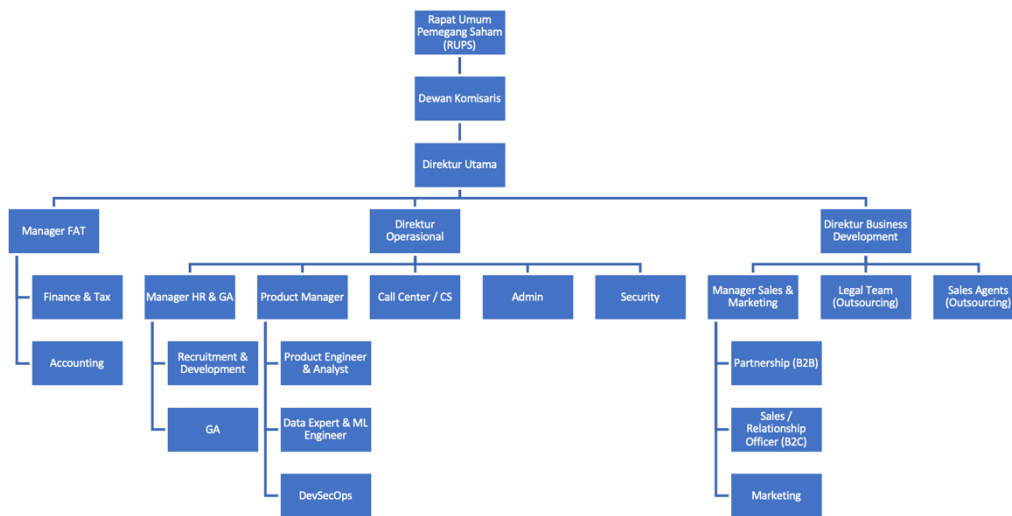 Rapat Umum
Pemegang Saham
(RUPS)
Dewan Komisaris
Direktur Utama
Manager FAT
Direktur
Operasional
Direktur Business
Development
Finance & Tax
Manager HR & GA
Product Manager
Call Center / CS
Admin
Security
Manager Sales &
Marketing
Legal Team
(Outsourcing)
Sales Agents
(Outsourcing)
Accounting
Recruitment &
Development
Product Engineer
& Analyst
Partnership (B2B)
GA
Data Expert & ML
Engineer
Sales /
Relationship
Officer (B2C)
DevSecOps
Marketing